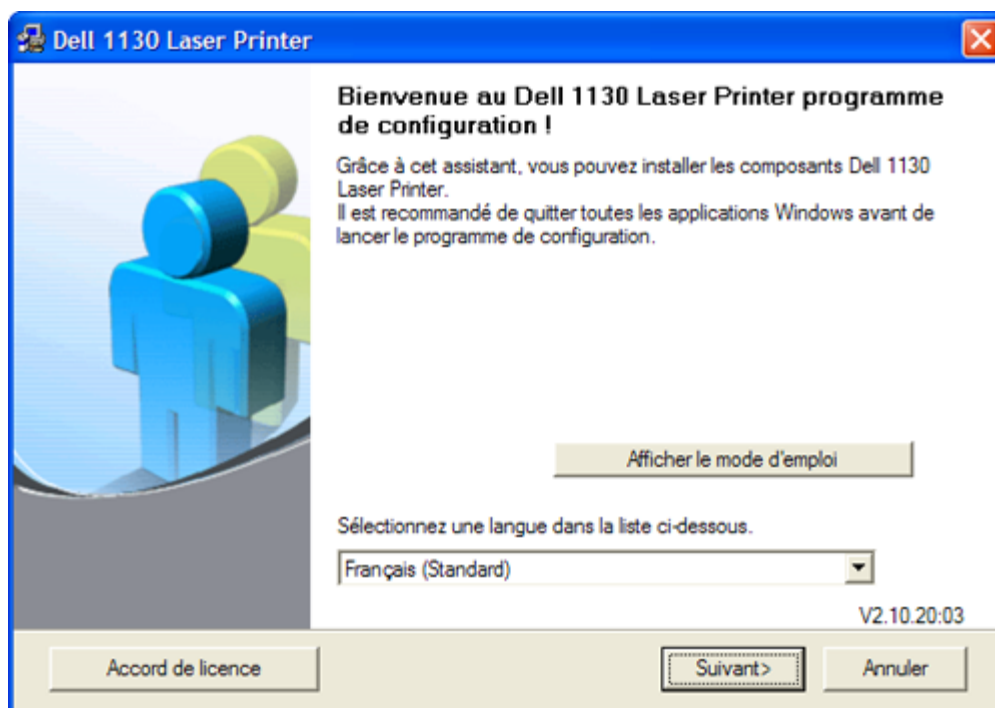 Dell 1130 Laser Printer
Bienvenue au Dell 1130 Laser Printer programme
de configuration !
Grâce à cet assistant, vous pouvez installer les composants Dell 1130
Laser Printer.
Il est recommandé de quitter toutes les applications Windows avant de
lancer le programme de configuration.
Afficher le mode d'emploi
Sélectionnez une langue dans la liste ci-dessous.
Français (Standard)
V2.10.20:03
Accord de licence
Suivant>
Annuler